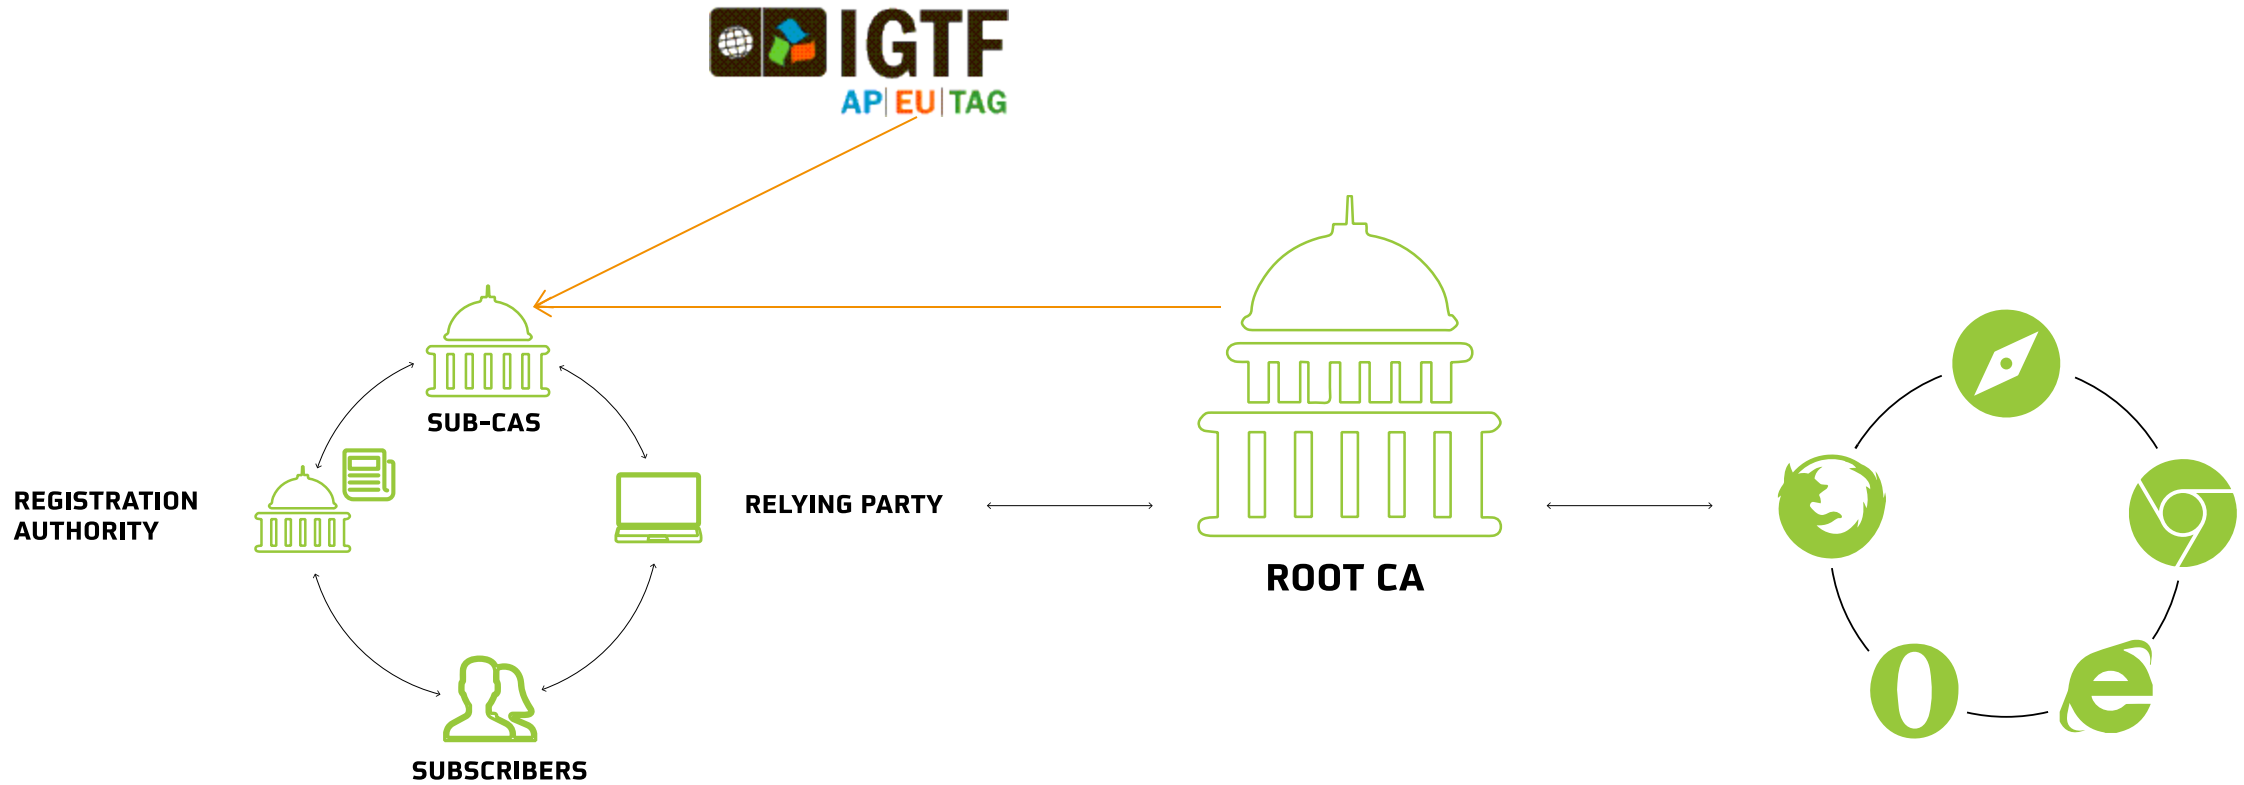 IGTF
AP|EU|TAG
SUB-CAS
REGISTRATION
AUTHORITY
RELYING PARTY
ROOT CA
SUBSCRIBERS